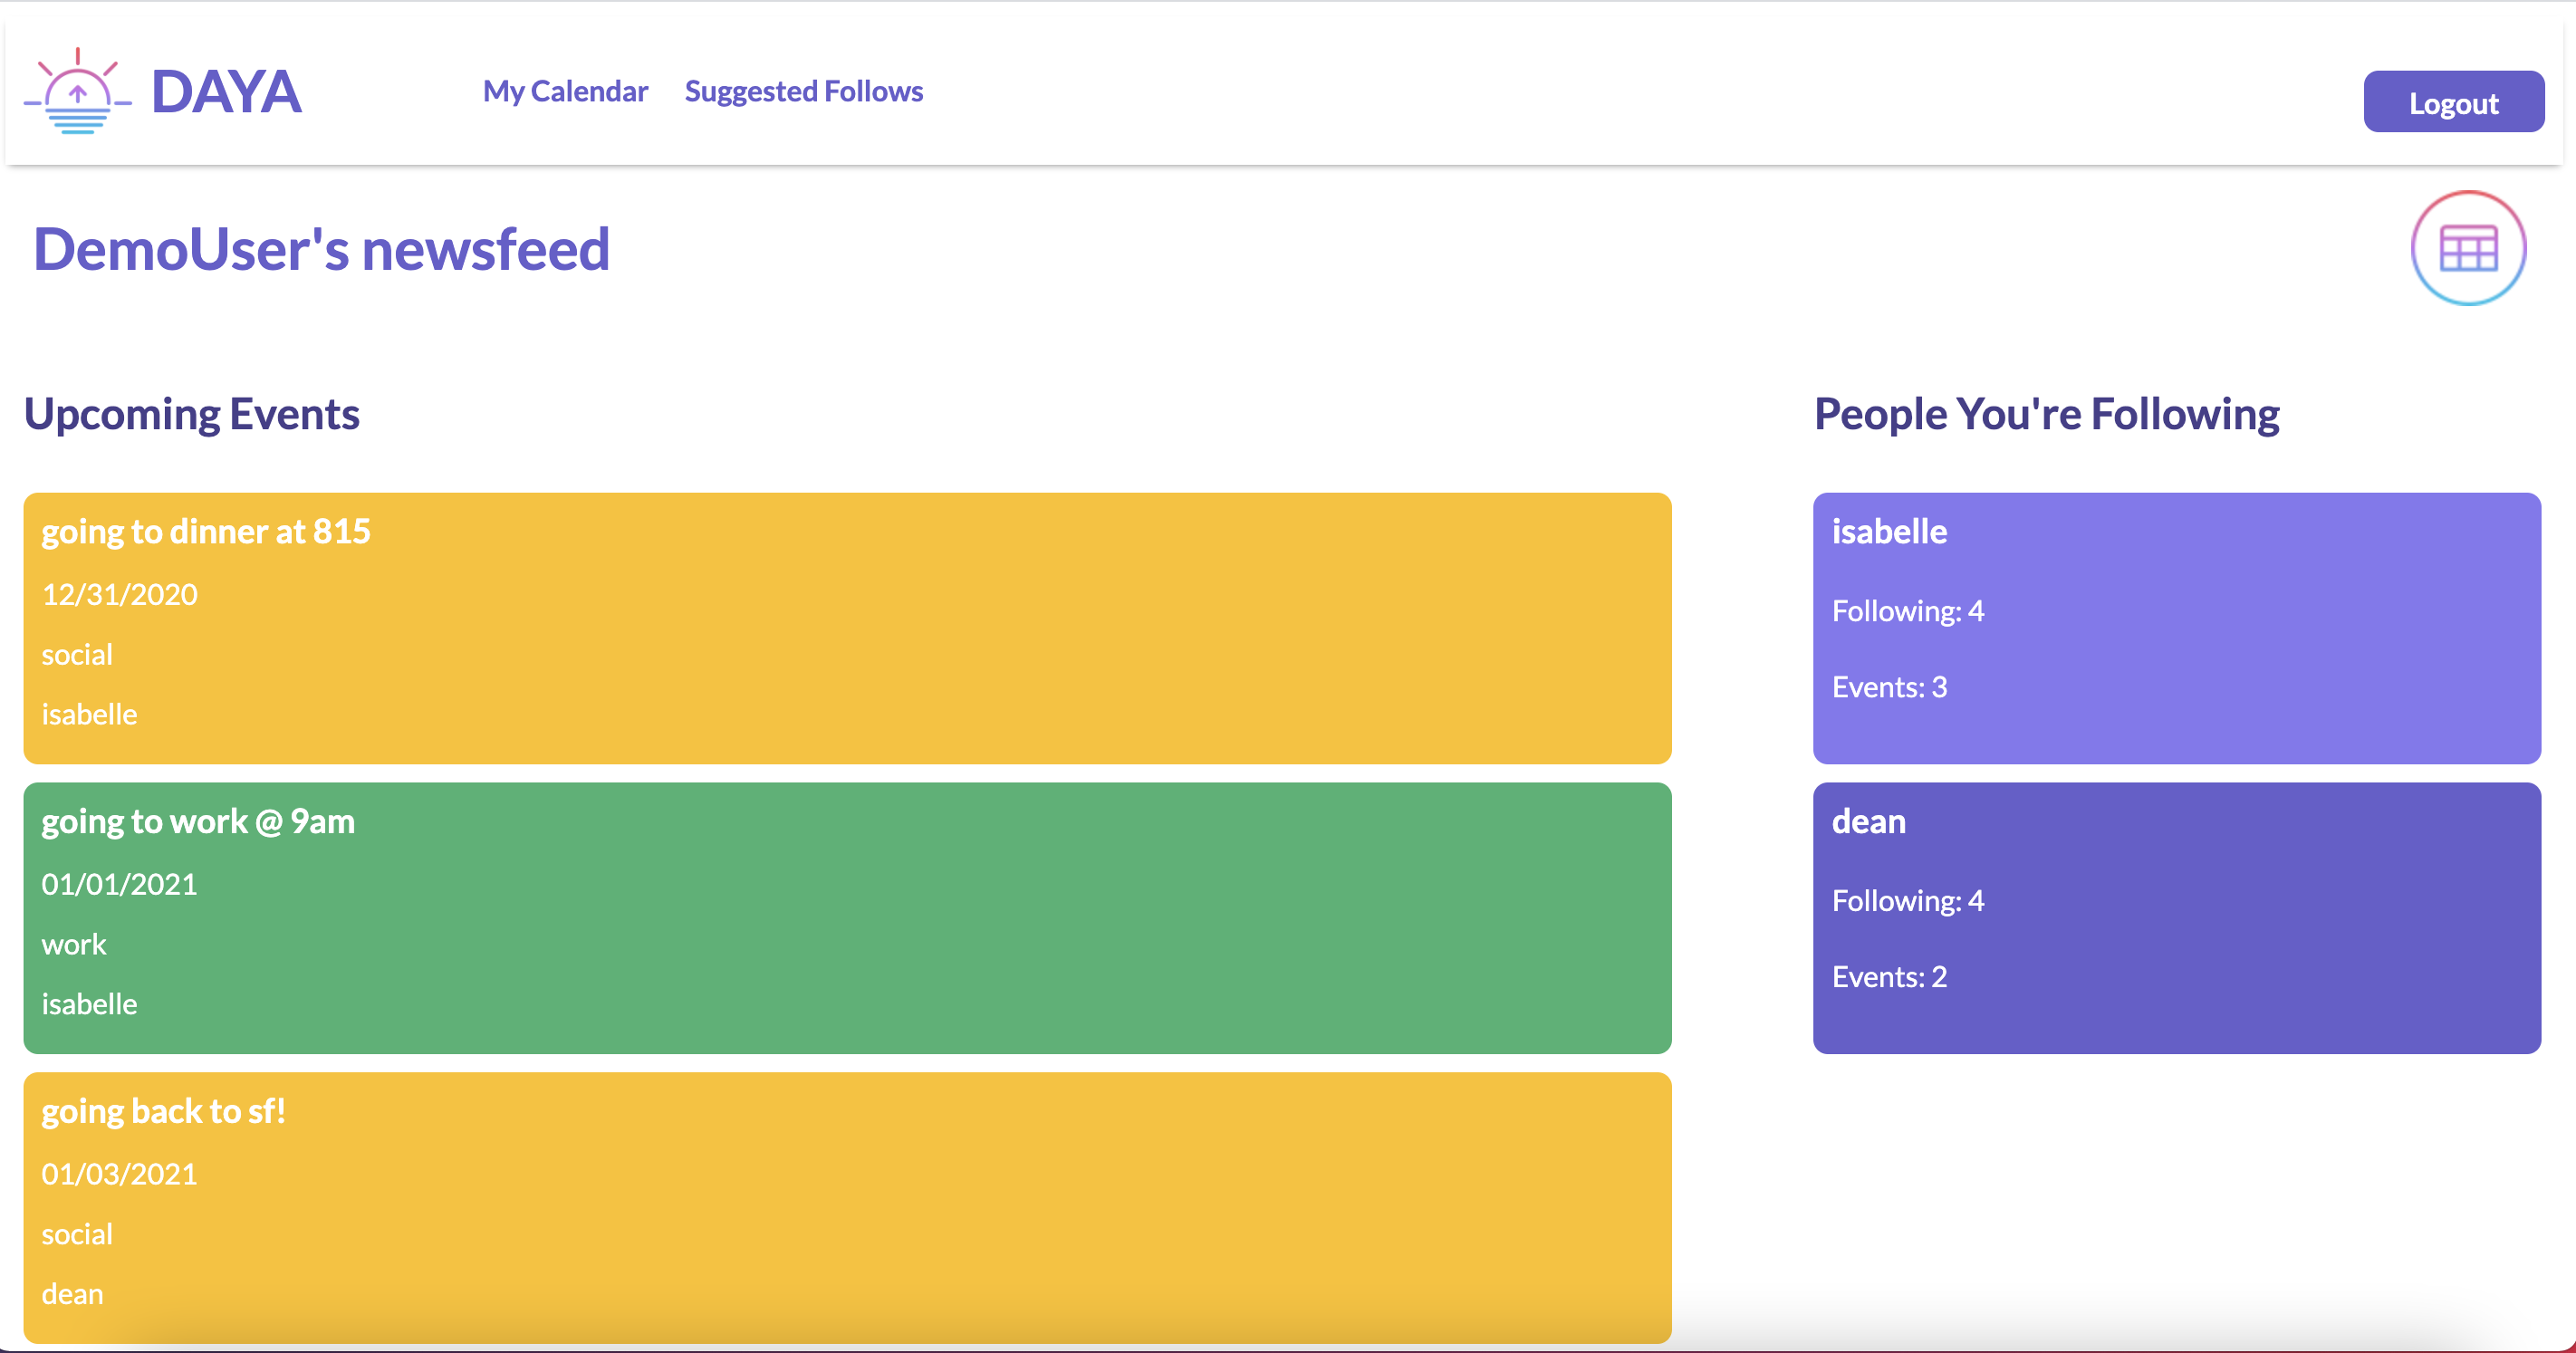 DAYA
My Calendar Suggested Follows
Logout
DemoUser's newsfeed
Upcoming Events
going to dinner at 815
12/31/2020
social
isabelle
going to work @ 9am
01/01/2021
work
isabelle
going back to sf!
01/03/2021
social
dean
People You're Following
isabelle
Following: 4
Events: 3
dean
Following: 4
Events: 2